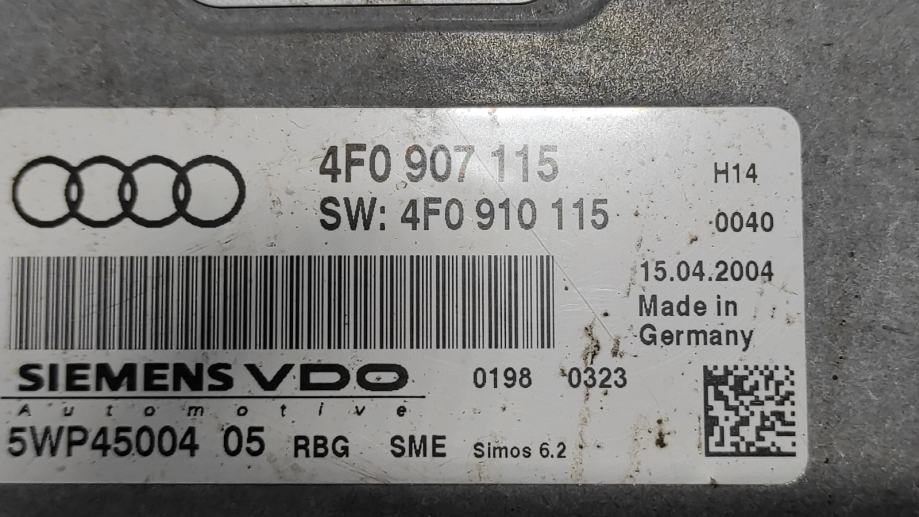 4F0 907 115
H14
SW: 4F0 910 115
0040
15.04.2004
Made in
Germany
SIEMENS VDO
Automotive
0198 0323
5WP45004 05 RBG SME Simos 6.2